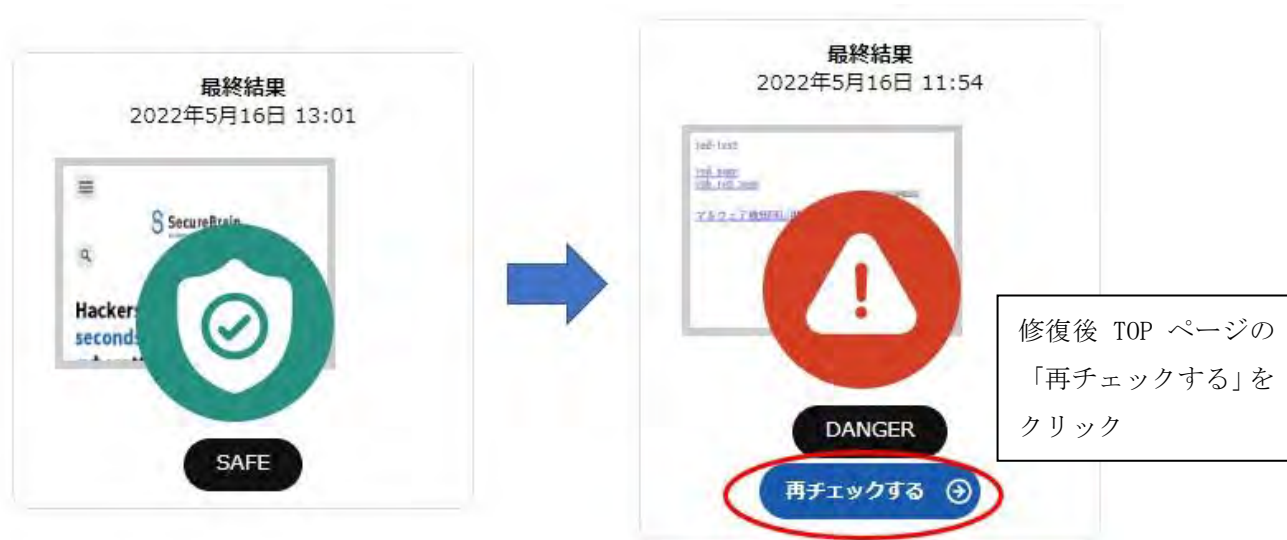 最終結果
2022年5月16日 13:01
SecureBrain
Hacker
seconds
SAFE
最終結果
2022年5月16日 11:54
DANGER
再チェックする
修復後 TOP ページの
「再チェックする」を
クリック